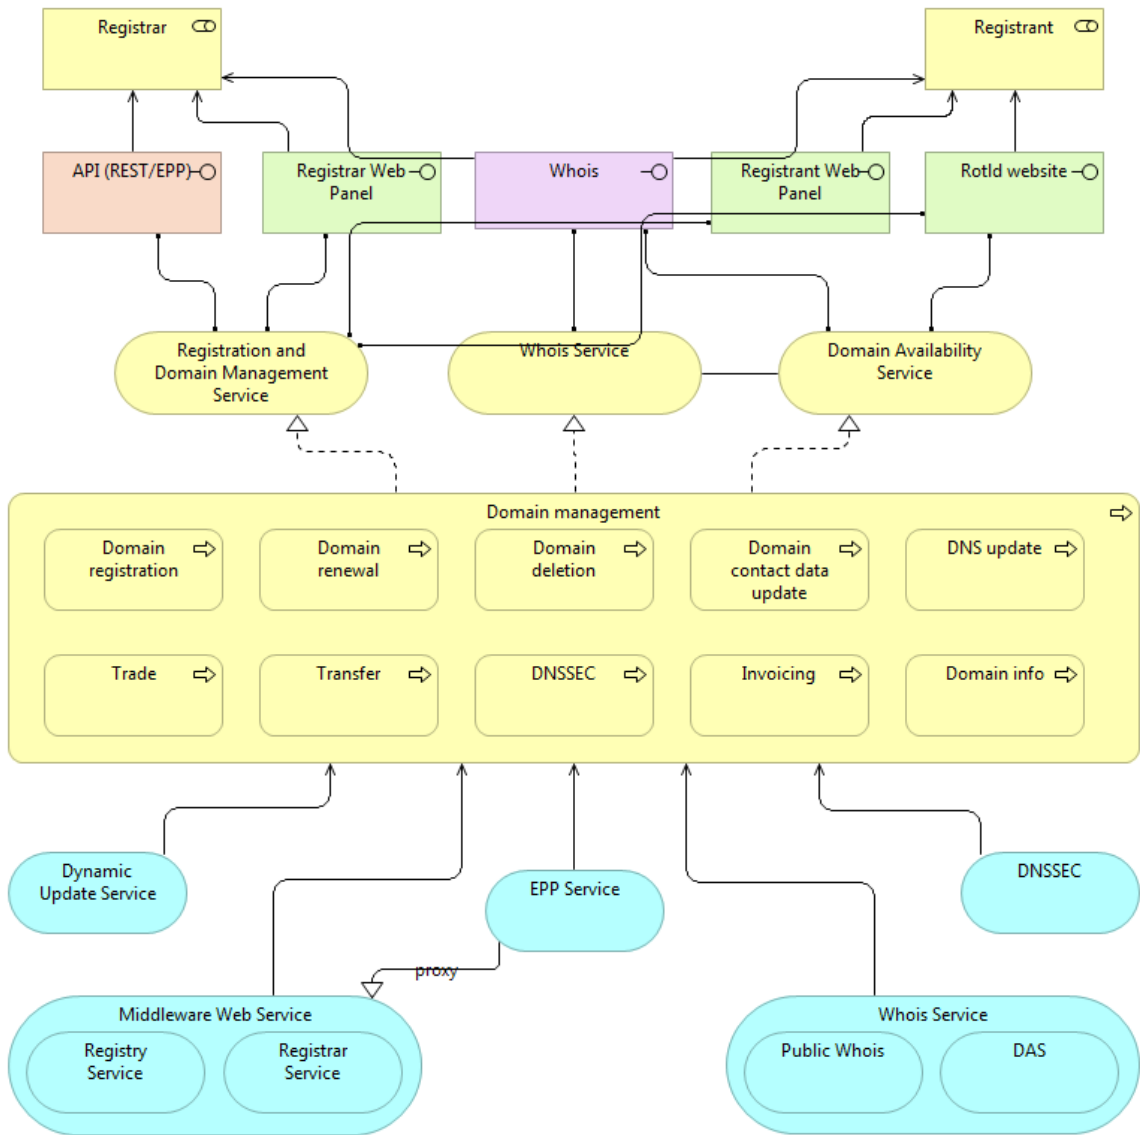 Registrar
Registrant
API (REST/EPP)
Registrar Web
Panel
Whois
Registrant Web
Panel
RotId website
Registration and
Domain Management
Service
Whois Service
Domain Availability
Service
Domain management
Domain
registration
Domain
renewal
Domain
deletion
Domain
contact data
update
DNS update
Trade
Transfer
DNSSEC
Invoicing
Domain info
Dynamic
Update Service
EPP Service
DNSSEC
proxy
Middleware Web Service
Registry
Service
Registrar
Service
Whois Service
Public Whois
DAS